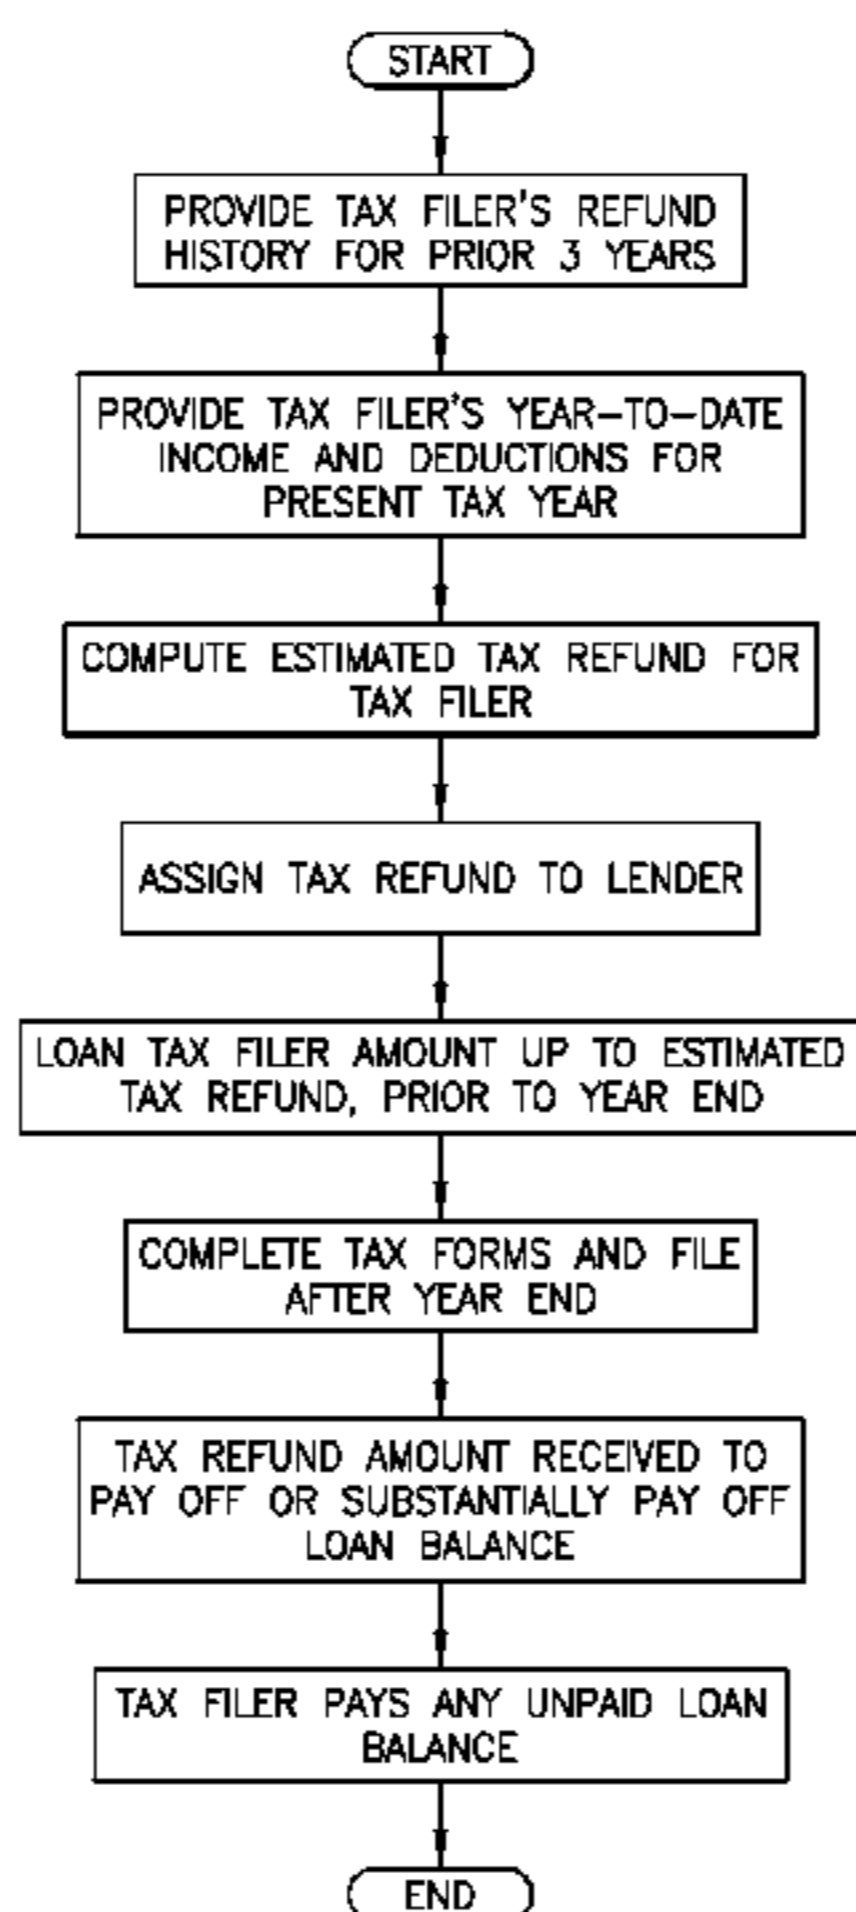 START
PROVIDE TAX FILER'S REFUND
HISTORY FOR PRIOR 3 YEARS
PROVIDE TAX FILER'S YEAR-TO-DATE
INCOME AND DEDUCTIONS FOR
PRESENT TAX YEAR
COMPUTE ESTIMATED TAX REFUND FOR
TAX FILER
ASSIGN TAX REFUND TO LENDER
LOAN TAX FILER AMOUNT UP TO ESTIMATED
TAX REFUND, PRIOR TO YEAR END
COMPLETE TAX FORMS AND FILE
AFTER YEAR END
TAX REFUND AMOUNT RECEIVED TO
PAY OFF OR SUBSTANTIALLY PAY OFF
LOAN BALANCE
TAX FILER PAYS ANY UNPAID LOAN
BALANCE
END